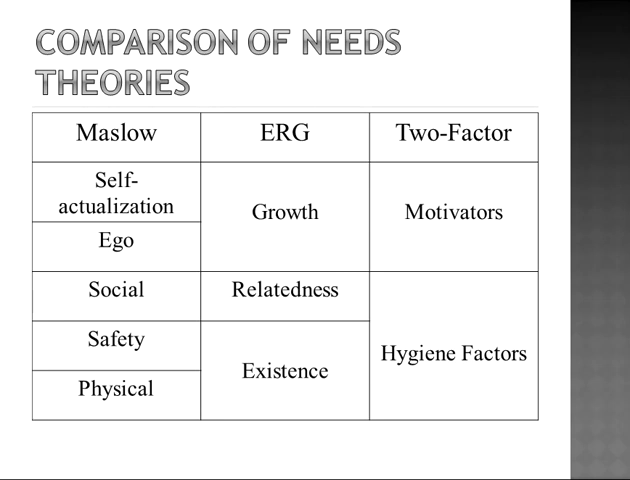 COMPARISON OF NEEDS
THEORIES
Maslow ERG Two-Factor
Self-
actualization
Growth
Motivators
Ego
Social
Relatedness
Safety
Hygiene Factors
Existence
Physical